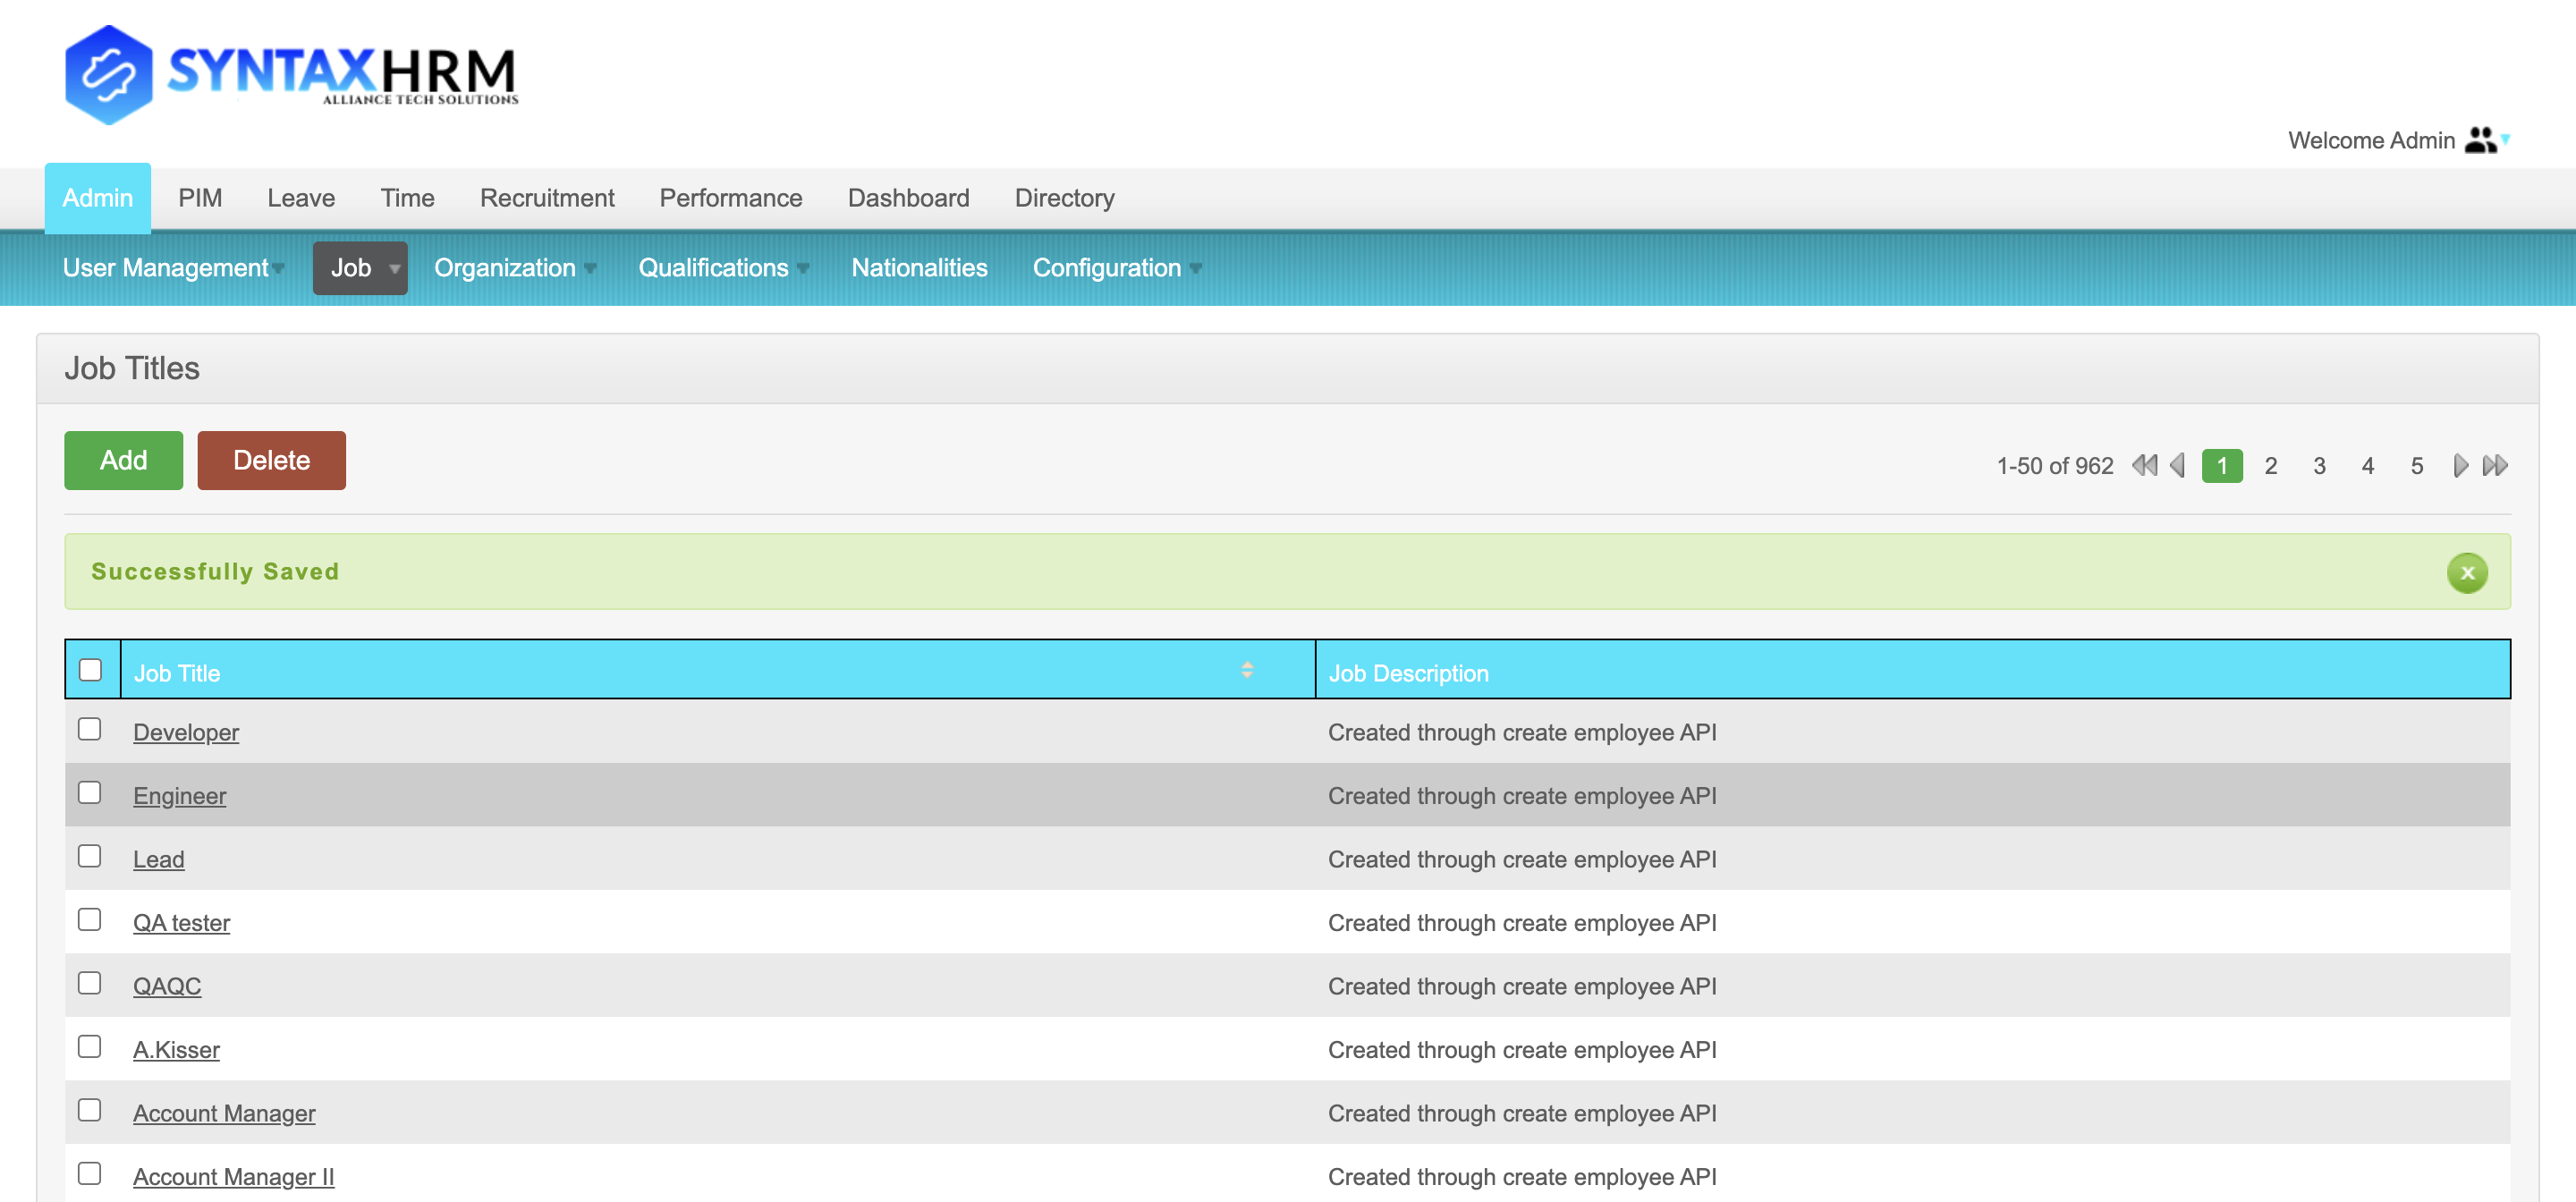 SYNTAXHRM
ALLIANCE TECH SOLUTIONS
Welcome Admin
Admin PIM Leave Time Recruitment Performance Dashboard Directory
User Management Job Organization Qualifications Nationalities Configuration
Job Titles
Add Delete 1-50 of 962 1 2 3 4 5
Successfully Saved x
Job Title Job Description
Developer Created through create employee API
Engineer Created through create employee API
Lead Created through create employee API
QA tester Created through create employee API
QAQC Created through create employee API
A.Kisser Created through create employee API
Account Manager Created through create employee API
Account Manager II Created through create employee API